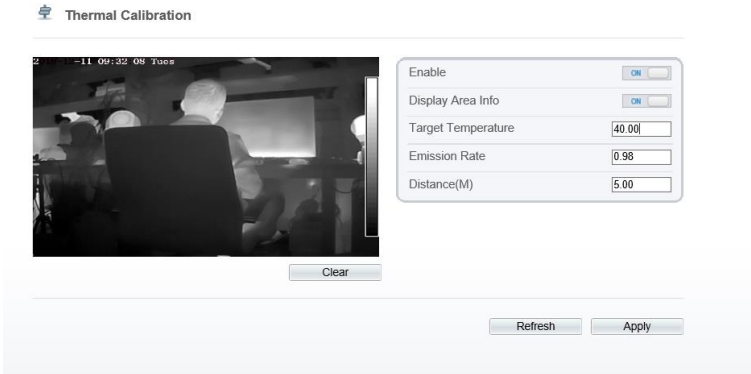 Thermal Calibration
-11 09:32 08 Tues
Enable
ON
Display Area Info
ON
Target Temperature
40.00
Emission Rate
0.98
Distance(M)
5.00
Clear
Refresh
Apply